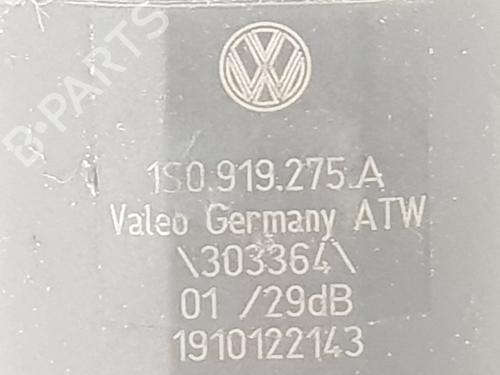 B-PARTS
1S0.919.275.A
Valeo Germany ATW
\303364\
01 /29dB
1910122143